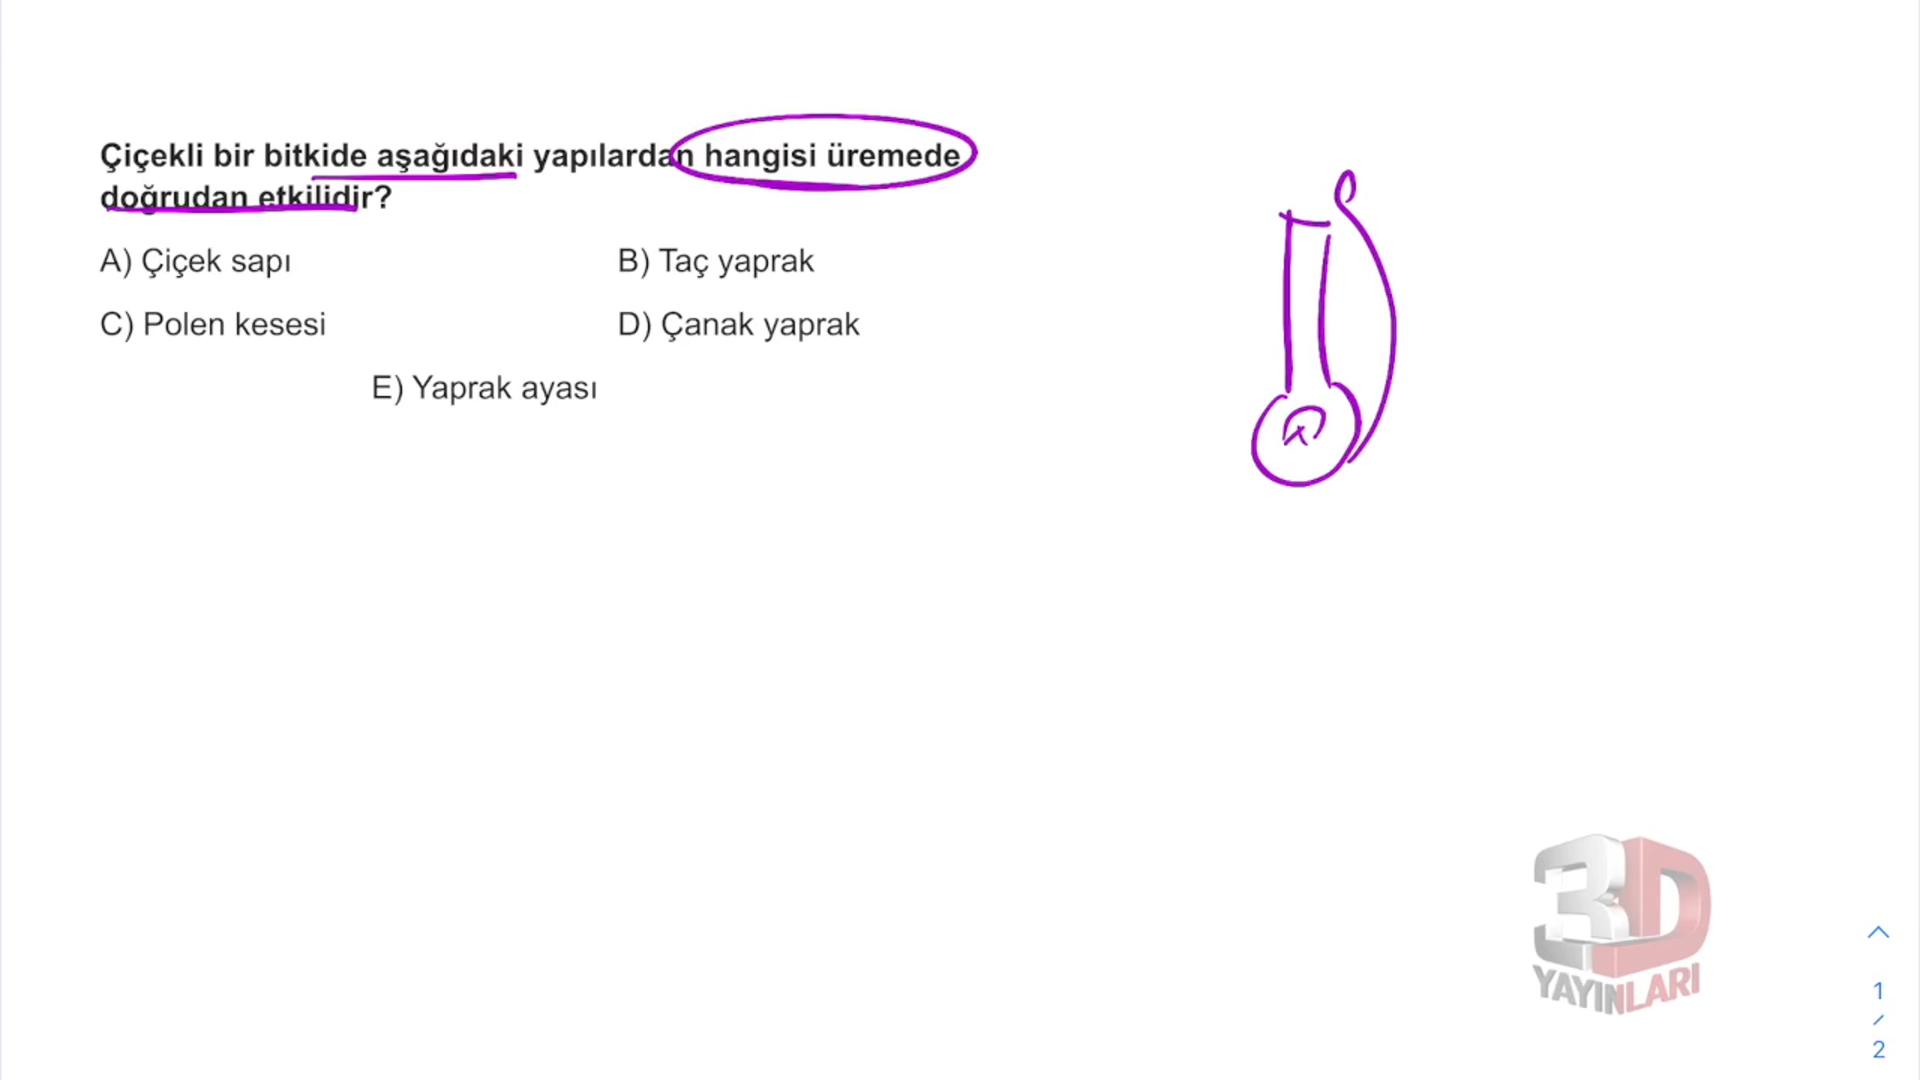 Çiçekli bir bitkide aşağıdaki yapılardan hangisi üremede
doğrudan etkilidir?
A) Çiçek sapı
B) Taç yaprak
C) Polen kesesi
D) Çanak yaprak
E) Yaprak ayası
3D
YAYINLARI
1
/
2